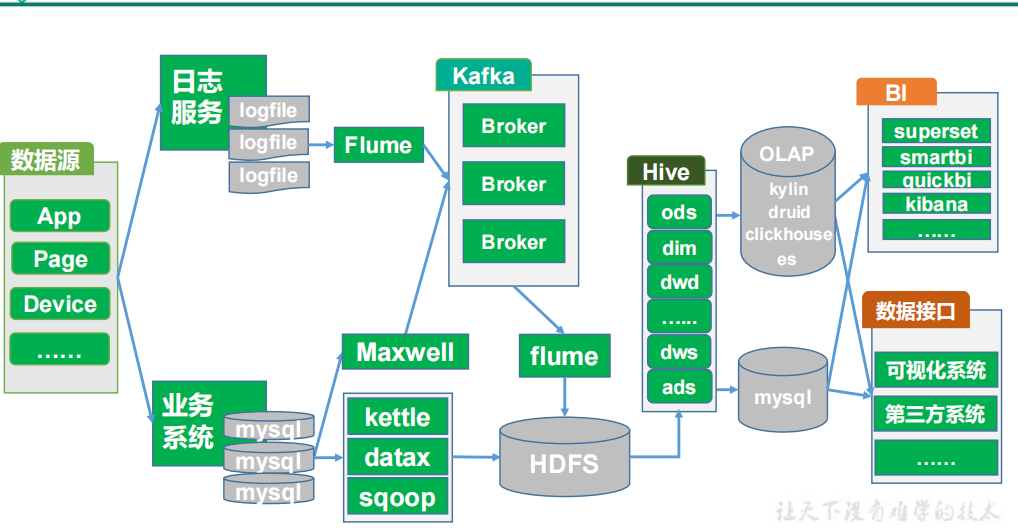 数据源
App
Page
Device
……
日志
服务
logfile
logfile
logfile
Flume
业务
系统
mysql
mysql
mysql
Maxwell
kettle
datax
sqoop
Kafka
Broker
Broker
Broker
flume
HDFS
Hive
ods
dim
dwd
…...
dws
ads
OLAP
kylin
druid
clickhouse
es
mysql
BI
superset
smartbi
quickbi
kibana
……
数据接口
可视化系统
第三方系统
……
让天下没有难学的技术